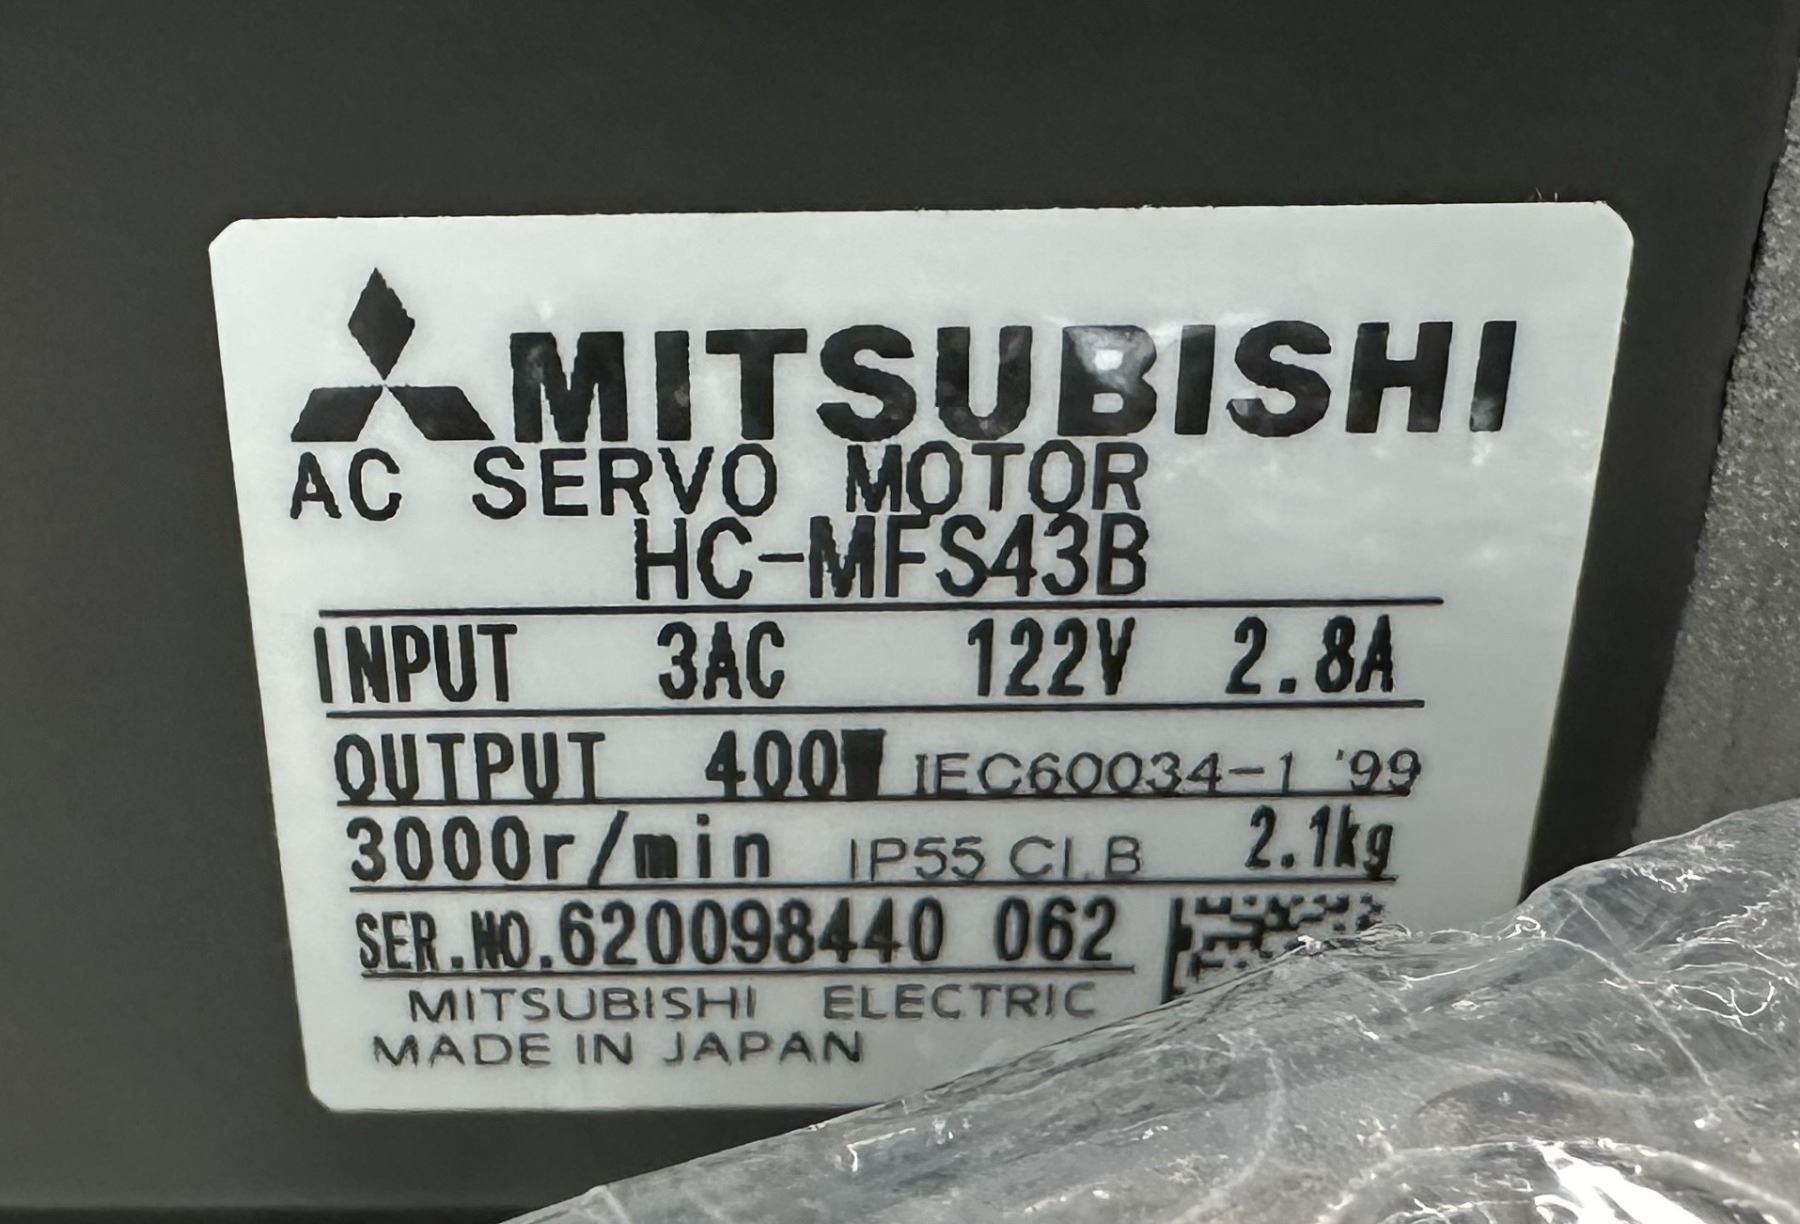 MITSUBISHI
AC SERVO MOTOR
HC-MFS43B
INPUT 3AC 122V 2.8A
OUTPUT 400W IEC60034-1 '99
3000r/min IP55 CI.B 2.1kg
SER.NO.620098440 062
MITSUBISHI ELECTRIC
MADE IN JAPAN